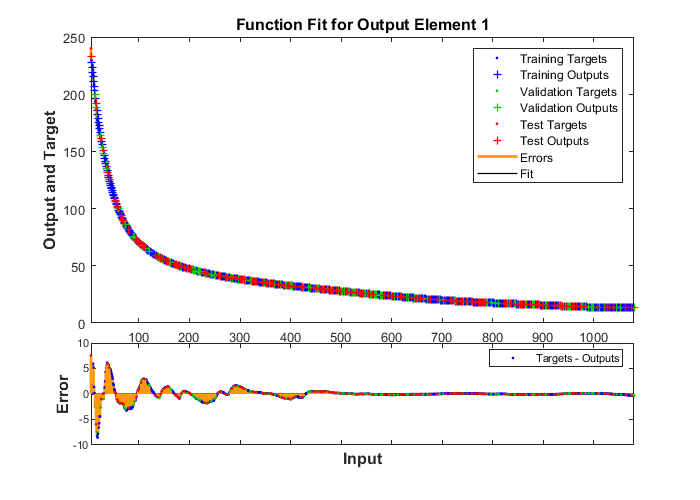 Function Fit for Output Element 1
Output and Target
250
200
150
100
50
0
Training Targets
Training Outputs
Validation Targets
Validation Outputs
Test Targets
Test Outputs
Errors
Fit
100 200 300 400 500 600 700 800 900 1000
Error
10
5
0
-5
-10
Targets - Outputs
Input